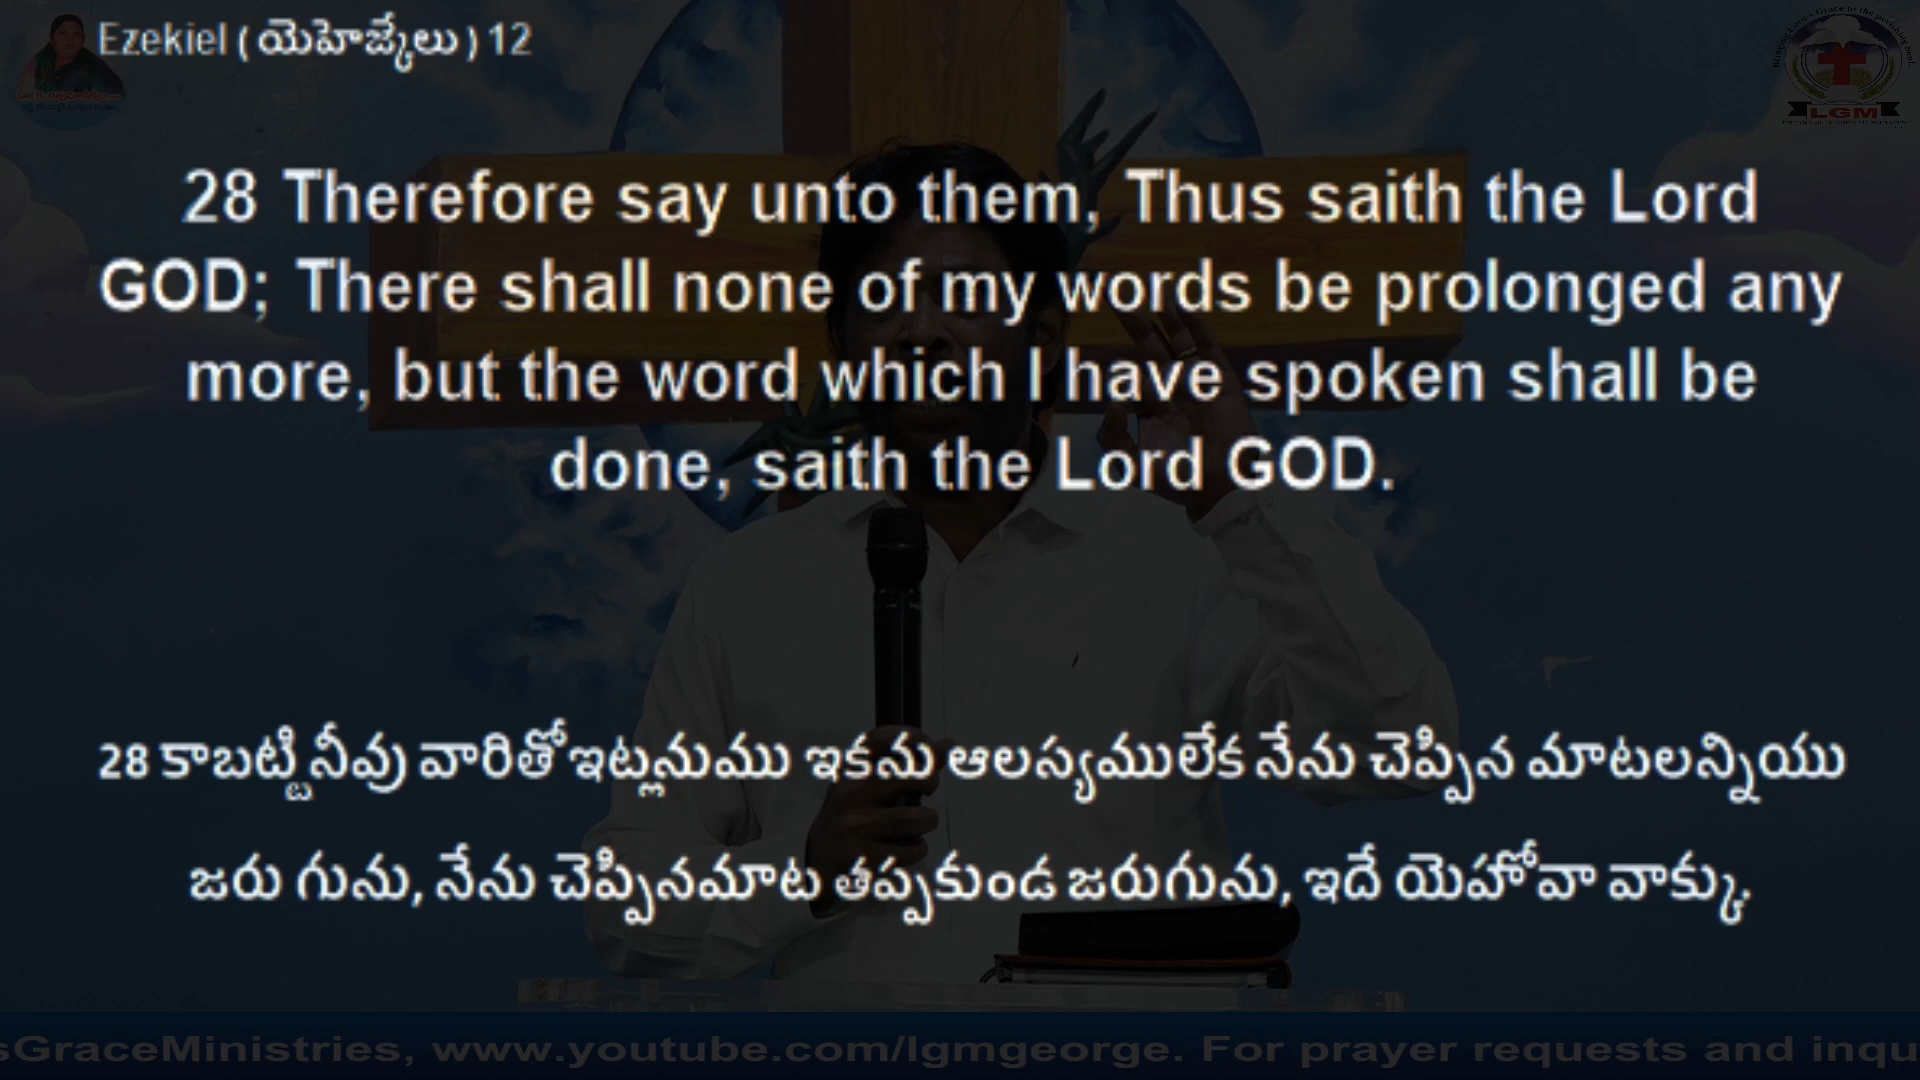 Ezekiel ( యెహెజ్కేలు ) 12
28 Therefore say unto them, Thus saith the Lord
GOD; There shall none of my words be prolonged any
more, but the word which I have spoken shall be
done, saith the Lord GOD.
28 కాబట్టి నీవు వారితో ఇట్లనుము ఇకను ఆలస్యములేక నేను చెప్పిన మాటలన్నియు
జరు గును, నేను చెప్పినమాట తప్పకుండ జరుగును, ఇదే యెహోవా వాక్కు.
LGM
sGraceMinistries, www.youtube.com/lgmgeorge. For prayer requests and inqu